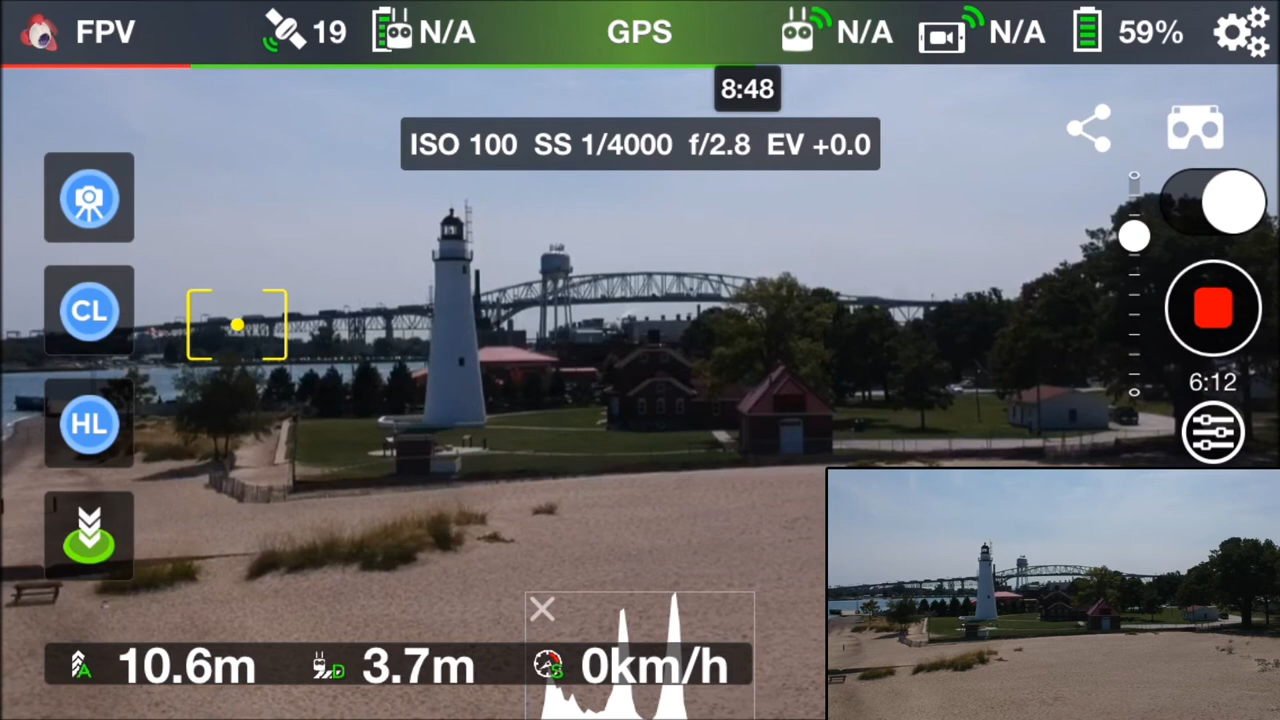 FPV 19 N/A GPS N/A N/A 59%
8:48
ISO 100 SS 1/4000 f/2.8 EV +0.0
CL
HL
6:12
A 10.6m D 3.7m S 0km/h